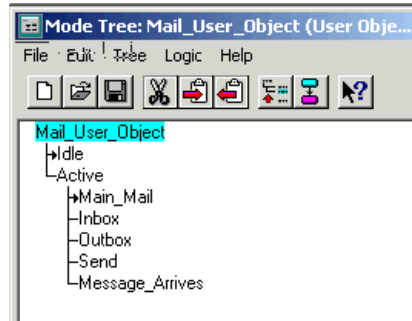 Mode Tree: Mail_User_Object (User Obje...
File Edit Tree Logic Help
Mail_User_Object
Idle
Active
Main_Mail
Inbox
Outbox
Send
Message_Arrives